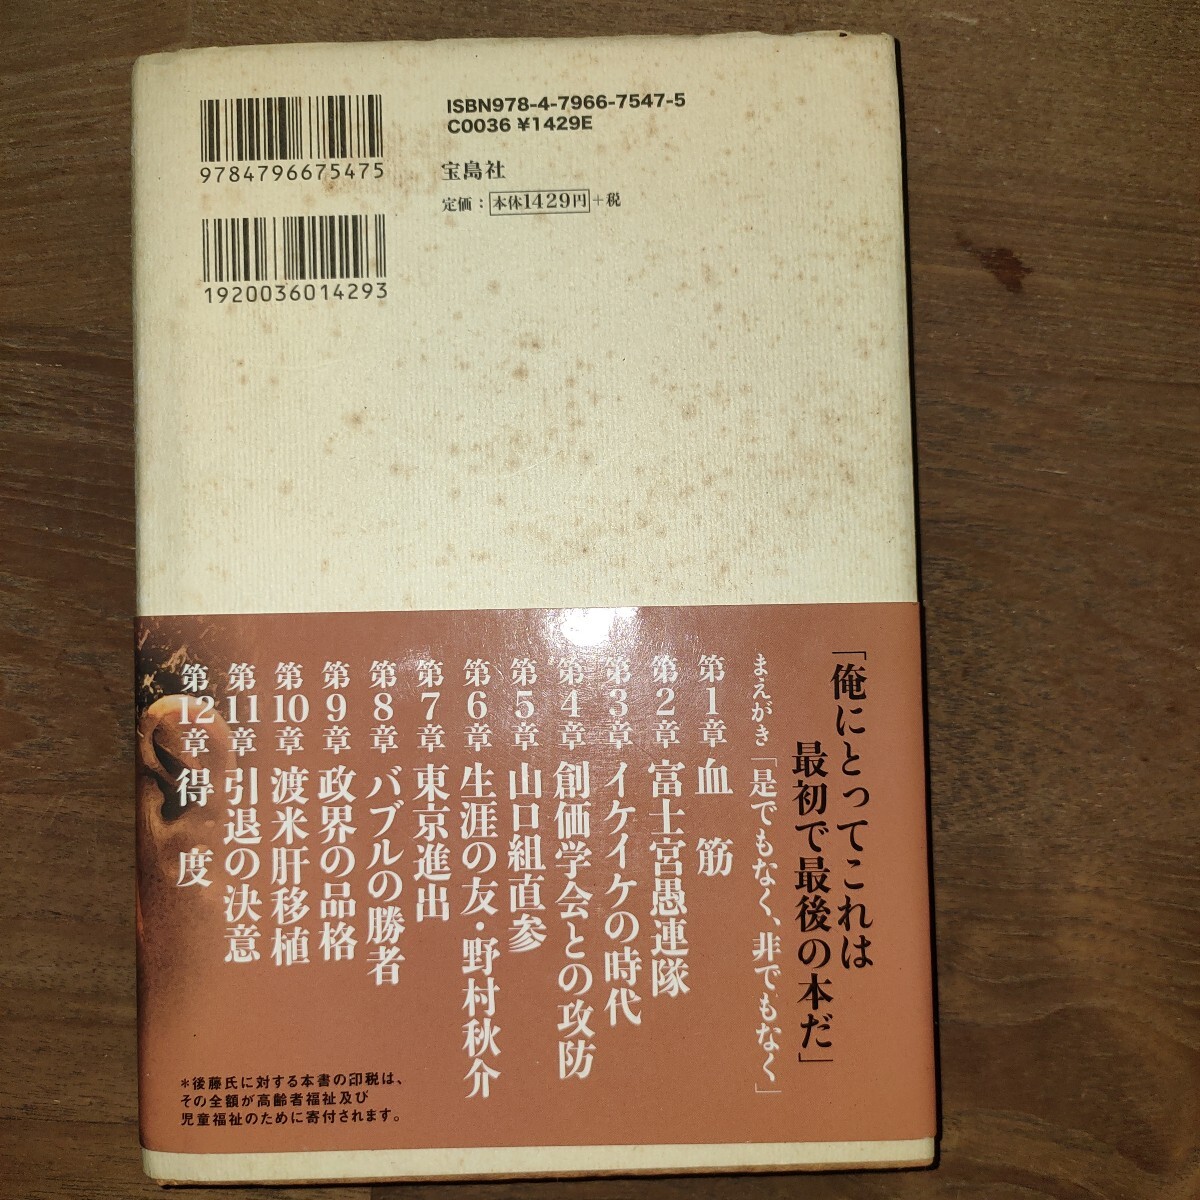 ISBN978-4-7966-7547-5
C0036 ¥1429E
9784796675475
宝島社
定価：本体1429円+税
1920036014293
「俺にとってこれは
最初で最後の本だ」
まえがき「是でもなく、非でもなく」
第1章 血 筋
第2章 富士宮愚連隊
第3章 イケイケの時代
第4章 創価学会との攻防
第5章 山口組直参
第6章 生涯の友・野村秋介
第7章 東京進出
第8章 バブルの勝者
第9章 政界の品格
第10章 渡米肝移植
第11章 引退の決意
第12章 得 度
*後藤氏に対する本書の印税は、
その全額が高齢者福祉及び
児童福祉のために寄付されます。